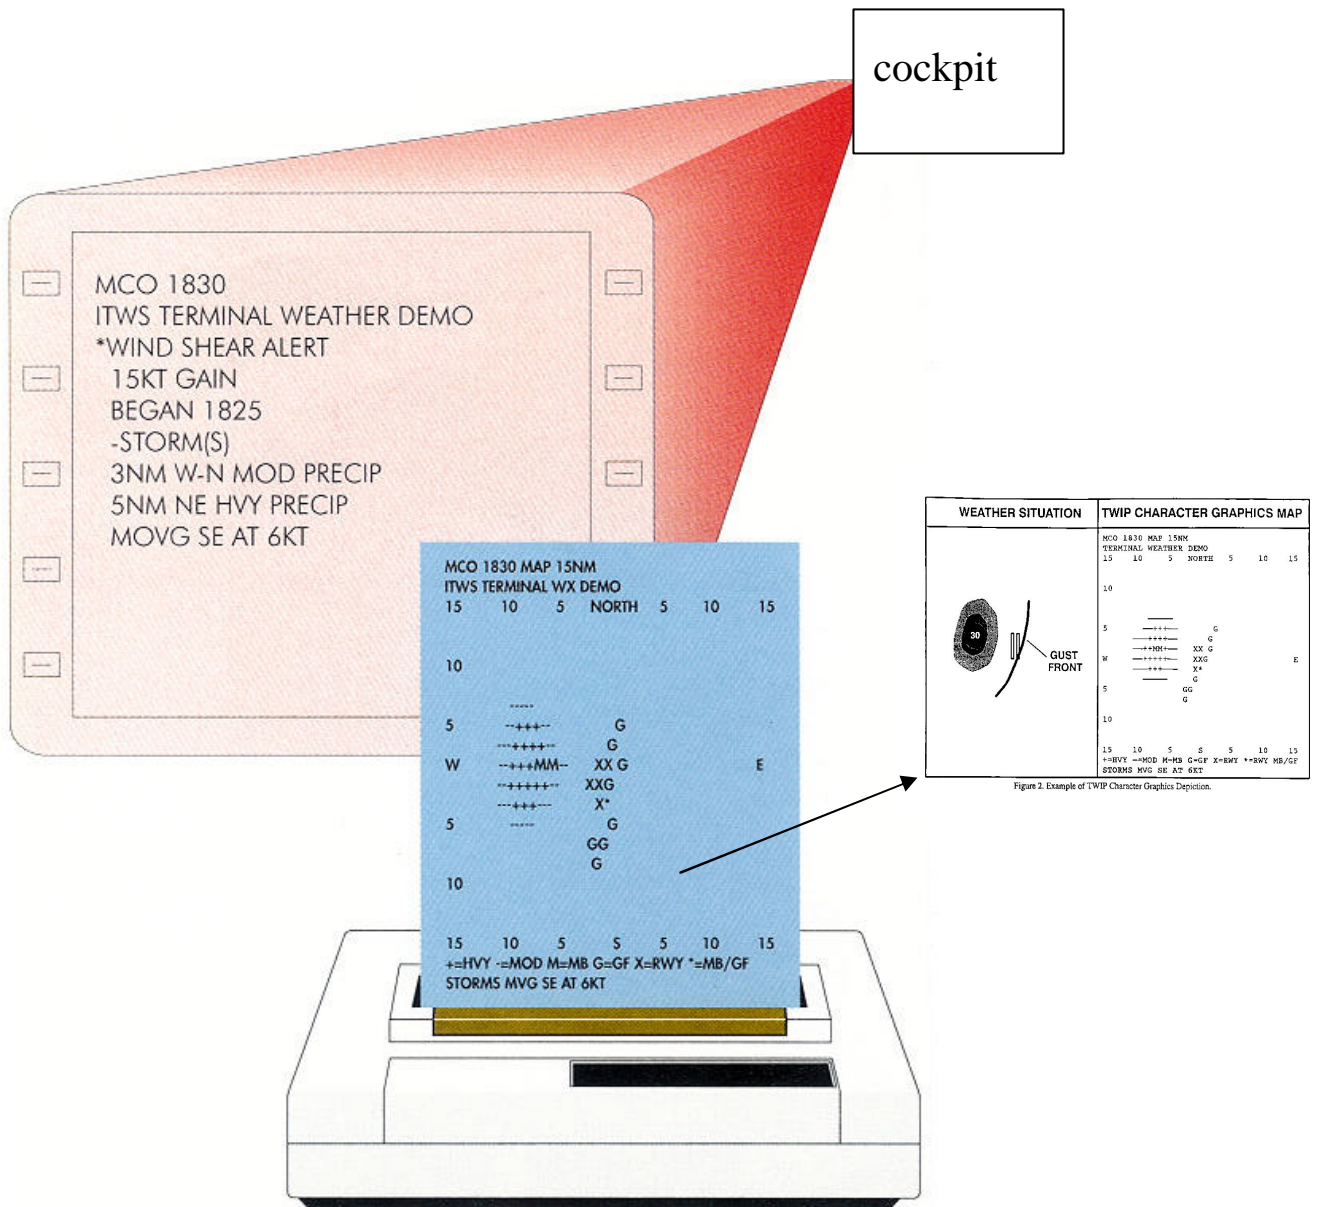 cockpit
MCO 1830
ITWS TERMINAL WEATHER DEMO
*WIND SHEAR ALERT
15KT GAIN
BEGAN 1825
-STORM(S)
3NM W-N MOD PRECIP
5NM NE HVY PRECIP
MOVG SE AT 6KT
MCO 1830 MAP 15NM
ITWS TERMINAL WX DEMO
15 10 5 NORTH 5 10 15
10
-----
5 --+++-- G
---++++-- G
W --+++MM-- XX G E
--+++++--- XXG
---+++--- X*
5 ----- G
GG
G
10
15 10 5 S 5 10 15
+=HVY -=MOD M=MB G=GF X=RWY *=MB/GF
STORMS MVG SE AT 6KT
WEATHER SITUATION
30
GUST
FRONT
TWIP CHARACTER GRAPHICS MAP
MCO 1830 MAP 15NM
TERMINAL WEATHER DEMO
15 10 5 NORTH 5 10 15
10
-----
5 --+++-- G
---++++-- G
--++MM+-- XX G
W --+++++-- XXG E
---+++--- X*
----- G
5 GG
G
10
15 10 5 S 5 10 15
+=HVY -=MOD M=MB G=GF X=RWY *=RWY MB/GF
STORMS MVG SE AT 6KT
Figure 2. Example of TWIP Character Graphics Depiction.